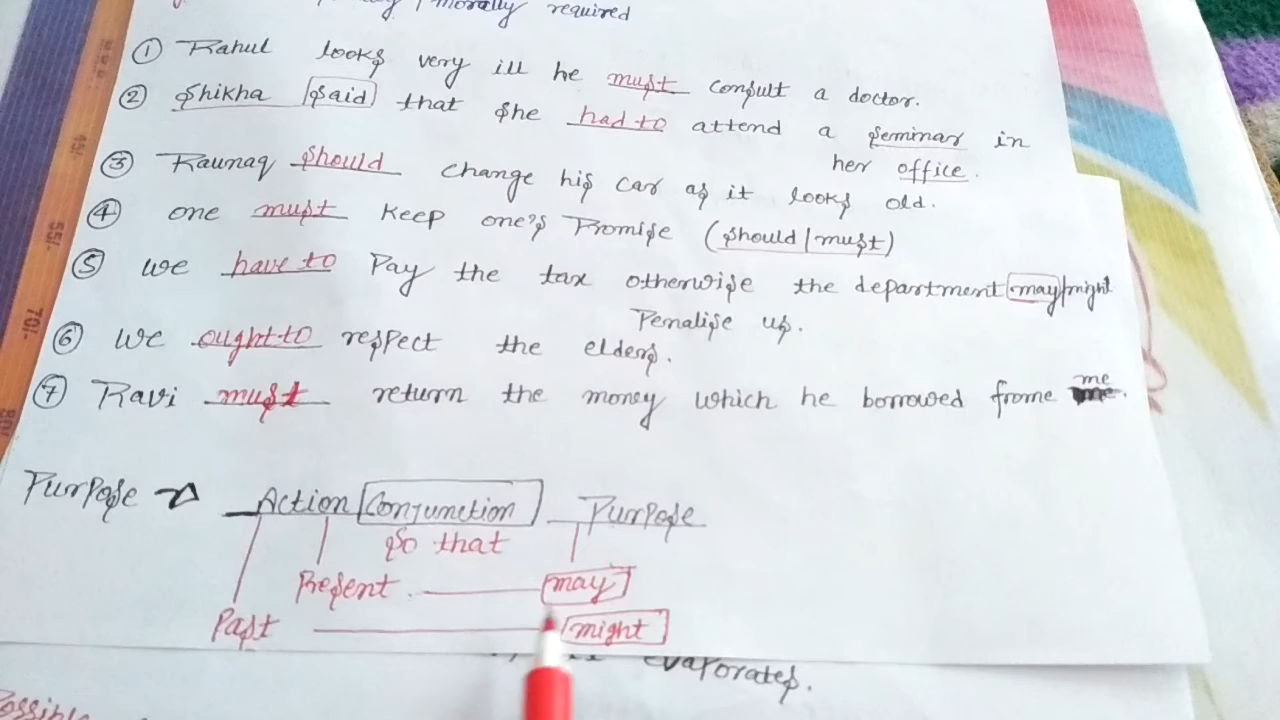 morally required
① Rahul looks very ill he must consult a doctor.
② Shikha said that she had to attend a seminar in
her office.
③ Raunaq should change his car as it looks old.
④ one must keep one's Promise (should/must)
⑤ we have to Pay the tax otherwise the department may/might
Penalise us.
⑥ we ought to respect the elders.
⑦ Ravi must return the money which he borrowed frome me.
Purpose Action Conjunction Purpose
so that
Present may
Past might
evaporates.
Possible